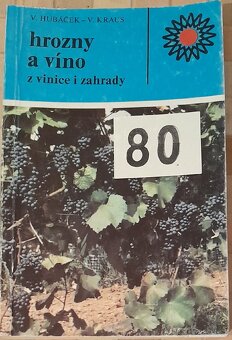 V. HUBÁČEK – V. KRAUS
hrozny
a víno
z vinice i zahrady
80